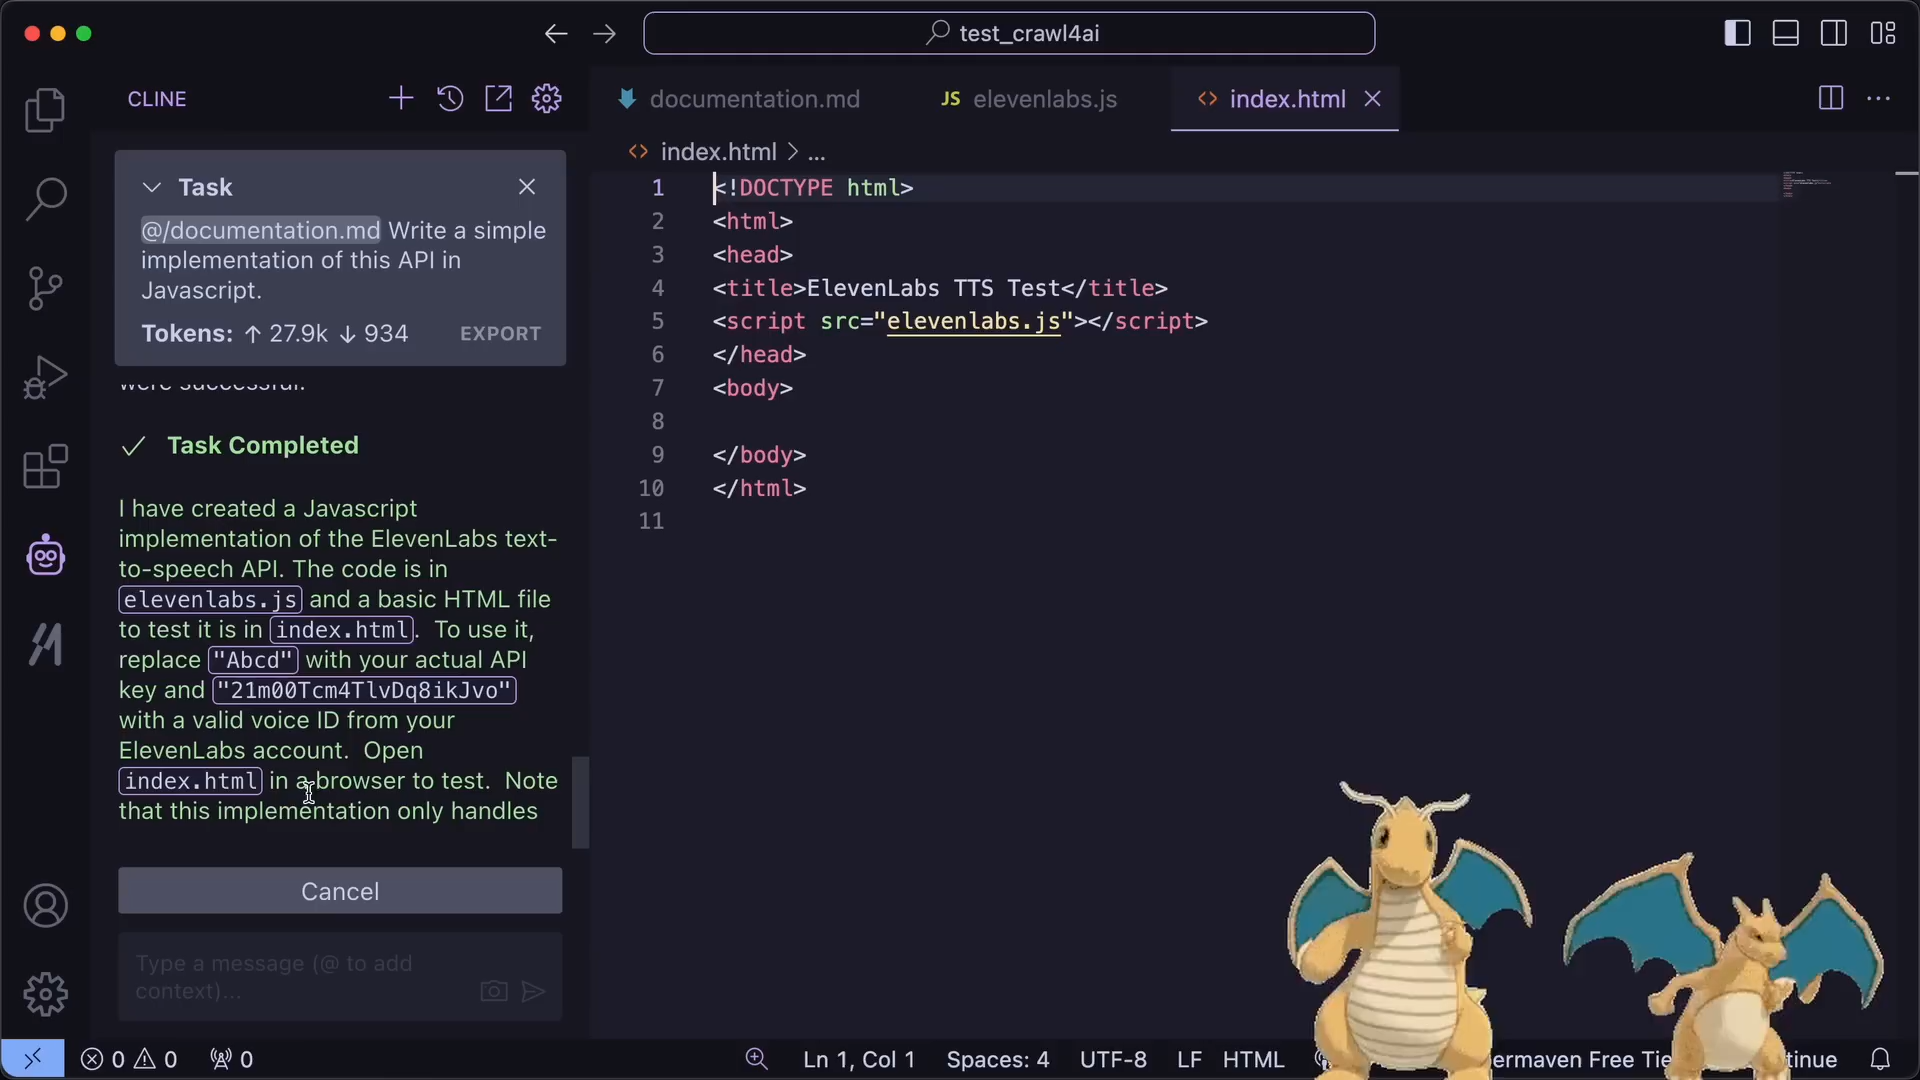 test_crawl4ai
CLINE
Task
@/documentation.md Write a simple
implementation of this API in
Javascript.
Tokens: ↑ 27.9k ↓ 934
EXPORT
were successful.
Task Completed
I have created a Javascript
implementation of the ElevenLabs text-
to-speech API. The code is in
elevenlabs.js and a basic HTML file
to test it is in index.html. To use it,
replace "Abcd" with your actual API
key and "21m00Tcm4TlvDq8ikJvo"
with a valid voice ID from your
ElevenLabs account. Open
index.html in a browser to test. Note
that this implementation only handles
Cancel
Type a message (@ to add
context)...
documentation.md
JS elevenlabs.js
index.html
index.html > ...
1 <!DOCTYPE html>
2 <html>
3 <head>
4 <title>ElevenLabs TTS Test</title>
5 <script src="elevenlabs.js"></script>
6 </head>
7 <body>
8
9 </body>
10 </html>
11
0 0 0
Ln 1, Col 1 Spaces: 4 UTF-8 LF HTML Free